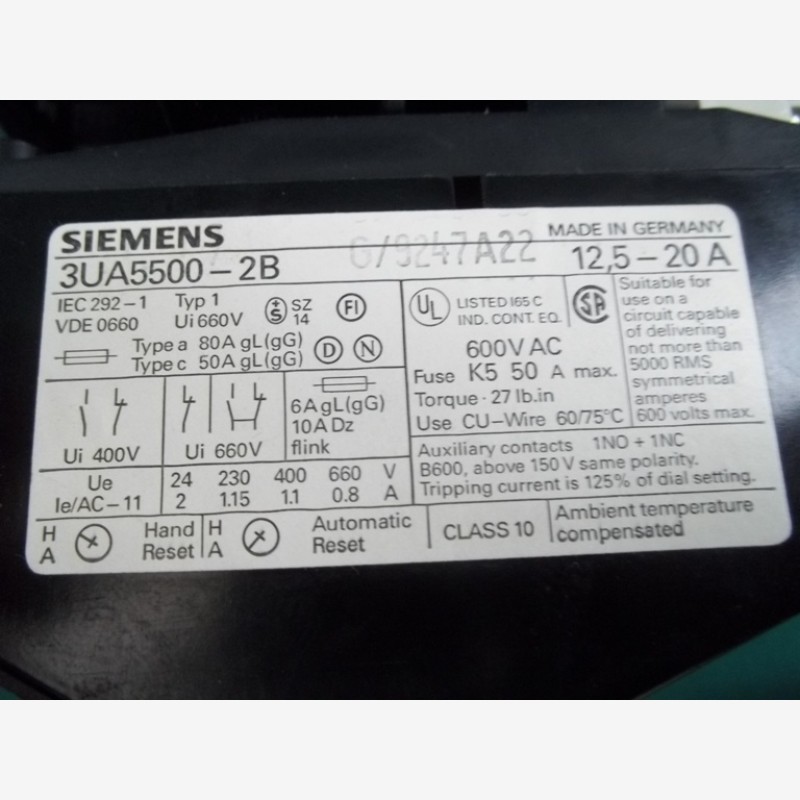 SIEMENS
MADE IN GERMANY
3UA5500-2B
12,5-20 A
IEC 292-1 Typ 1
VDE 0660 Ui 660V
S SZ 14
FI
Type a 80A gL(gG)
Type c 50A gL(gG)
D N
Ui 400V
Ui 660V
6A gL(gG)
10A Dz
flink
Ue 24 230 400 660 V
Ie/AC-11 2 1.15 1.1 0.8 A
UL LISTED 165 C
IND. CONT. EQ.
SA
600V AC
Fuse K5 50 A max.
Torque · 27 lb.in
Use CU-Wire 60/75°C
Suitable for
use on a
circuit capable
of delivering
not more than
5000 RMS
symmetrical
amperes
600 volts max.
Auxiliary contacts 1NO + 1NC
B600, above 150 V same polarity.
Tripping current is 125% of dial setting.
H
A
Hand
Reset
H
A
Automatic
Reset
CLASS 10
Ambient temperature
compensated